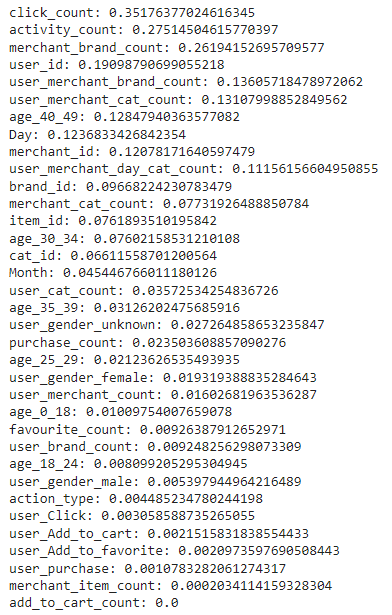 click_count: 0.35176377024616345
activity_count: 0.27514504615770397
merchant_brand_count: 0.26194152695709577
user_id: 0.19098790699055218
user_merchant_brand_count: 0.13605718478972062
user_merchant_cat_count: 0.13107998852849562
age_40_49: 0.12847940363577082
Day: 0.1236833426842354
merchant_id: 0.12078171640597479
user_merchant_day_cat_count: 0.11156156604950855
brand_id: 0.09668224230783479
merchant_cat_count: 0.07731926488850784
item_id: 0.0761893510195842
age_30_34: 0.07602158531210108
cat_id: 0.06611558701200564
Month: 0.045446766011180126
user_cat_count: 0.03572534254836726
age_35_39: 0.03126202475685916
user_gender_unknown: 0.027264858653235847
purchase_count: 0.023503608857090276
age_25_29: 0.02123626535493935
user_gender_female: 0.019319388835284643
user_merchant_count: 0.01602681963536287
age_0_18: 0.01009754007659078
favourite_count: 0.00926387912652971
user_brand_count: 0.009248256298073309
age_18_24: 0.008099205295304945
user_gender_male: 0.005397944964216489
action_type: 0.004485234780244198
user_Click: 0.003058588735265055
user_Add_to_cart: 0.0021515831838554433
user_Add_to_favorite: 0.0020973597690508443
user_purchase: 0.0010783282061274317
merchant_item_count: 0.0002034114159328304
add_to_cart_count: 0.0